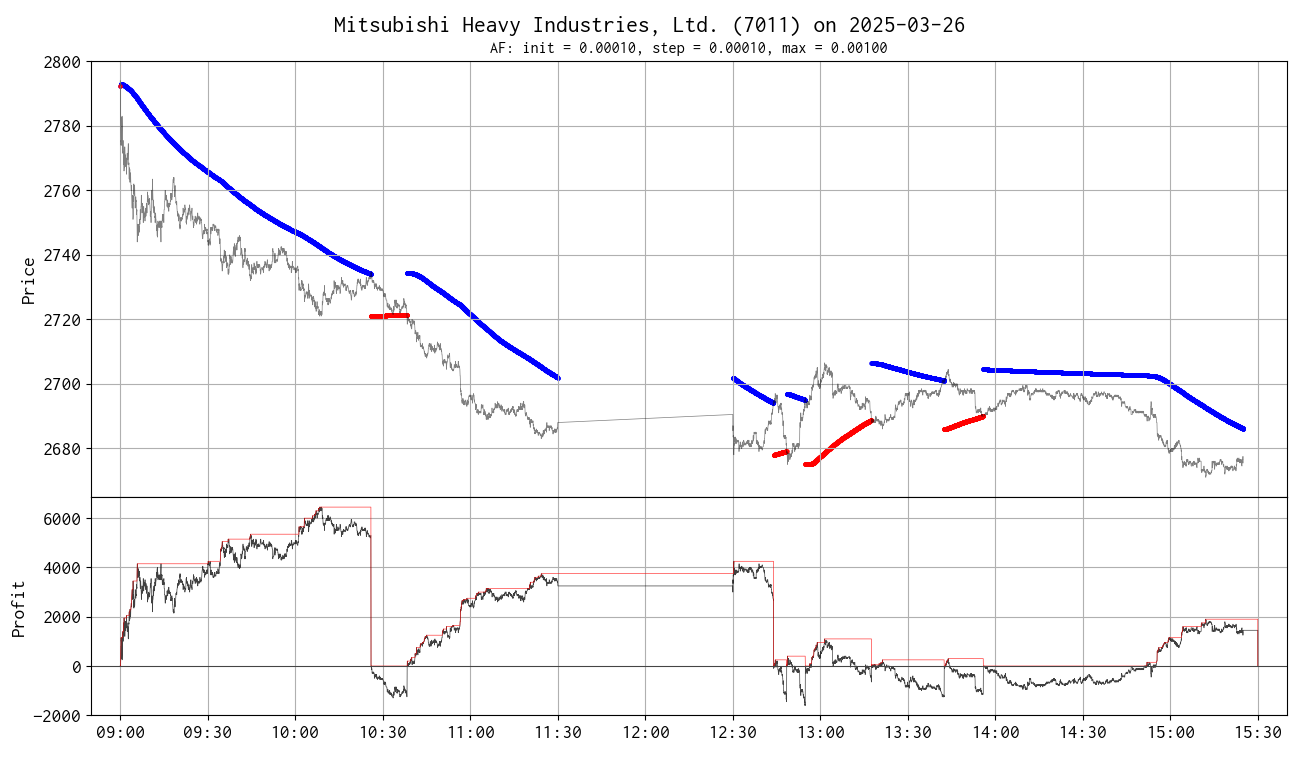 Mitsubishi Heavy Industries, Ltd. (7011) on 2025-03-26
AF: init = 0.00010, step = 0.00010, max = 0.00100
2800
2780
2760
2740
2720
2700
2680
Price
6000
4000
2000
0
−2000
Profit
09:00 09:30 10:00 10:30 11:00 11:30 12:00 12:30 13:00 13:30 14:00 14:30 15:00 15:30